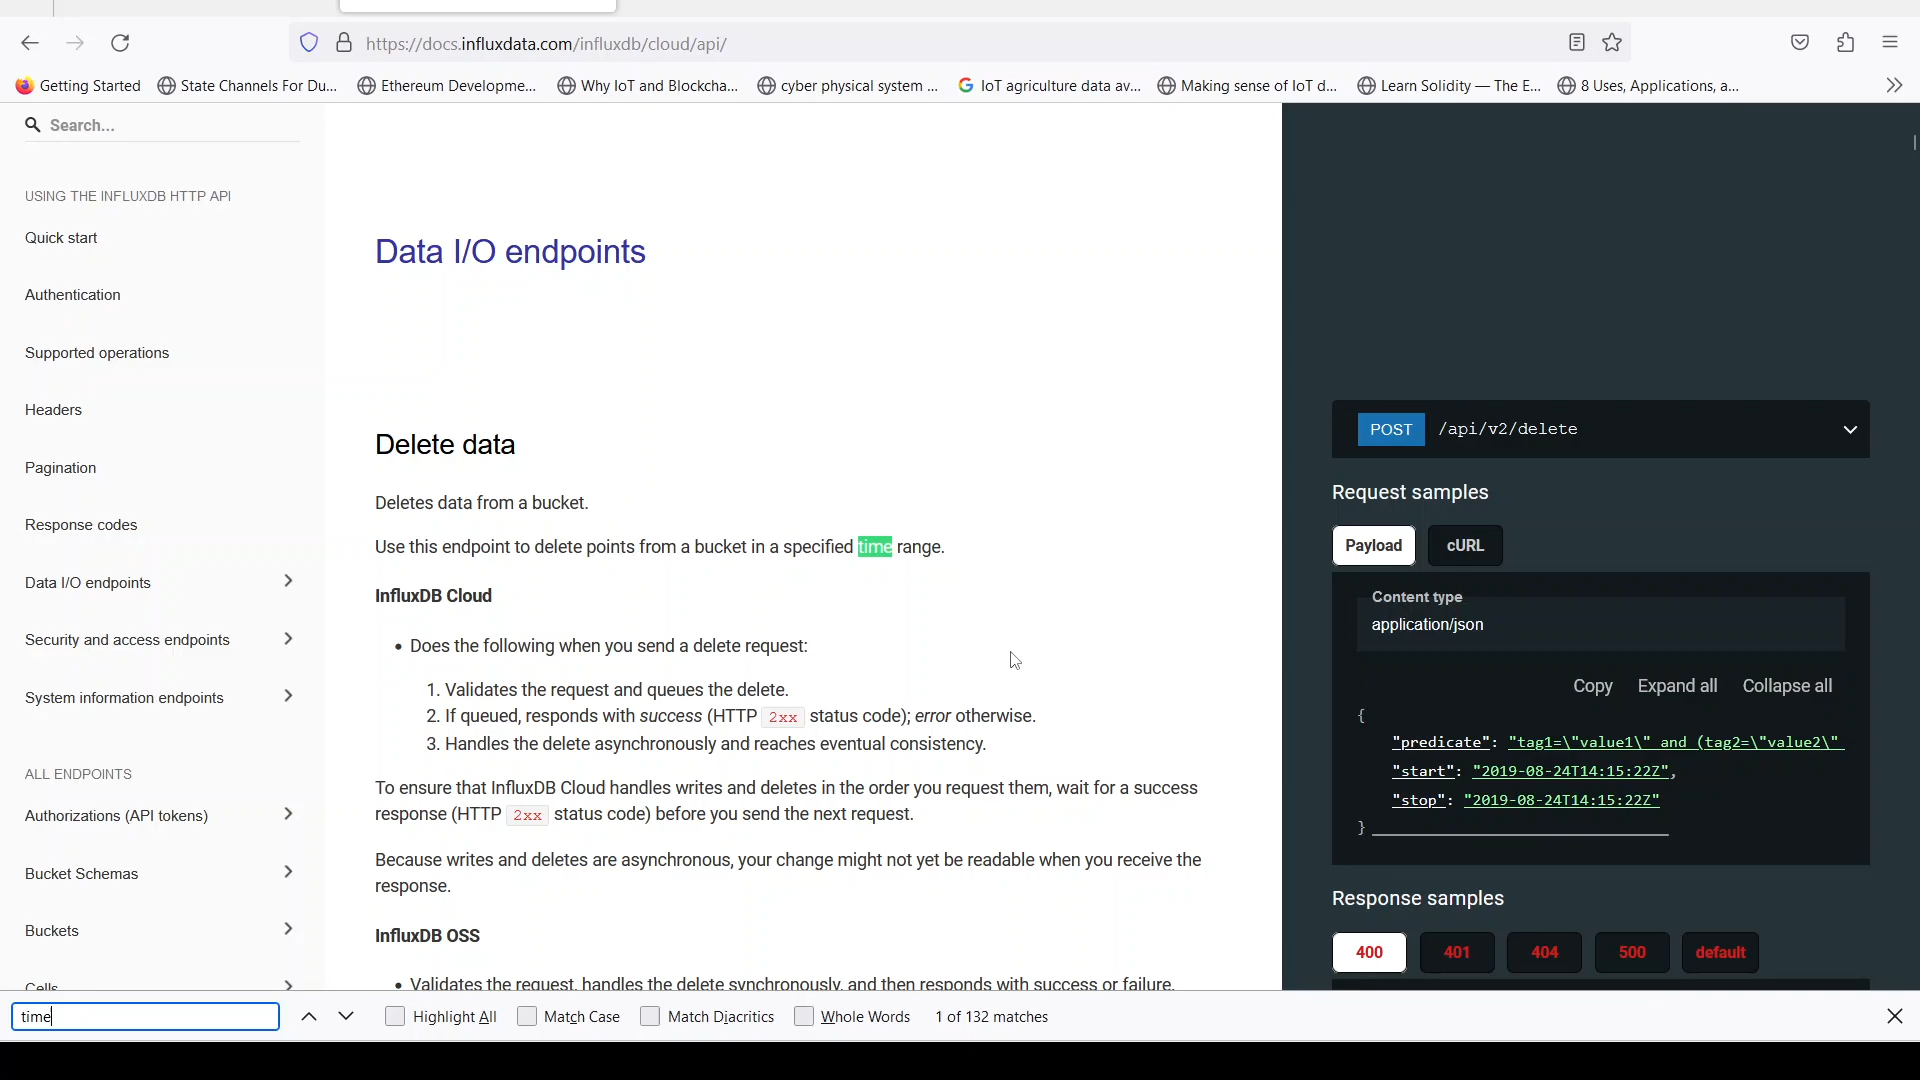 https://docs.influxdata.com/influxdb/cloud/api/
Getting Started State Channels For Du... Ethereum Developme... Why IoT and Blockcha... cyber physical system ... IoT agriculture data av... Making sense of IoT d... Learn Solidity — The E... 8 Uses, Applications, a...
Search...
USING THE INFLUXDB HTTP API
Quick start
Authentication
Supported operations
Headers
Pagination
Response codes
Data I/O endpoints
Security and access endpoints
System information endpoints
ALL ENDPOINTS
Authorizations (API tokens)
Bucket Schemas
Buckets
Cells
Data I/O endpoints
Delete data
Deletes data from a bucket.
Use this endpoint to delete points from a bucket in a specified time range.
InfluxDB Cloud
• Does the following when you send a delete request:
1. Validates the request and queues the delete.
2. If queued, responds with success (HTTP 2xx status code); error otherwise.
3. Handles the delete asynchronously and reaches eventual consistency.
To ensure that InfluxDB Cloud handles writes and deletes in the order you request them, wait for a success
response (HTTP 2xx status code) before you send the next request.
Because writes and deletes are asynchronous, your change might not yet be readable when you receive the
response.
InfluxDB OSS
• Validates the request, handles the delete synchronously, and then responds with success or failure.
POST /api/v2/delete
Request samples
Payload cURL
Content type
application/json
Copy Expand all Collapse all
{
"predicate": "tag1=\"value1\" and (tag2=\"value2\"
"start": "2019-08-24T14:15:22Z",
"stop": "2019-08-24T14:15:22Z"
}
Response samples
400 401 404 500 default
time Highlight All Match Case Match Diacritics Whole Words 1 of 132 matches